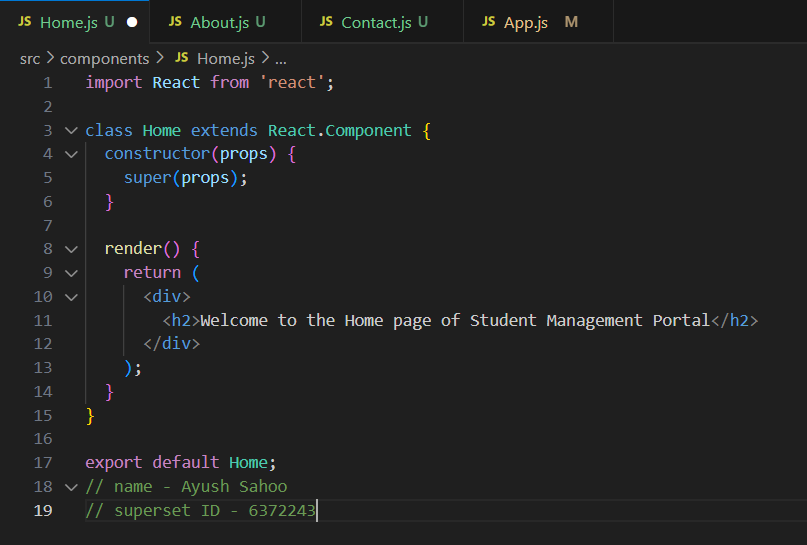 JS Home.js U ● JS About.js U JS Contact.js U JS App.js M
src > components > JS Home.js > ...
1 import React from 'react';
2
3 class Home extends React.Component {
4   constructor(props) {
5     super(props);
6   }
7
8   render() {
9     return (
10       <div>
11         <h2>Welcome to the Home page of Student Management Portal</h2>
12       </div>
13     );
14   }
15 }
16
17 export default Home;
18 // name - Ayush Sahoo
19 // superset ID - 6372243